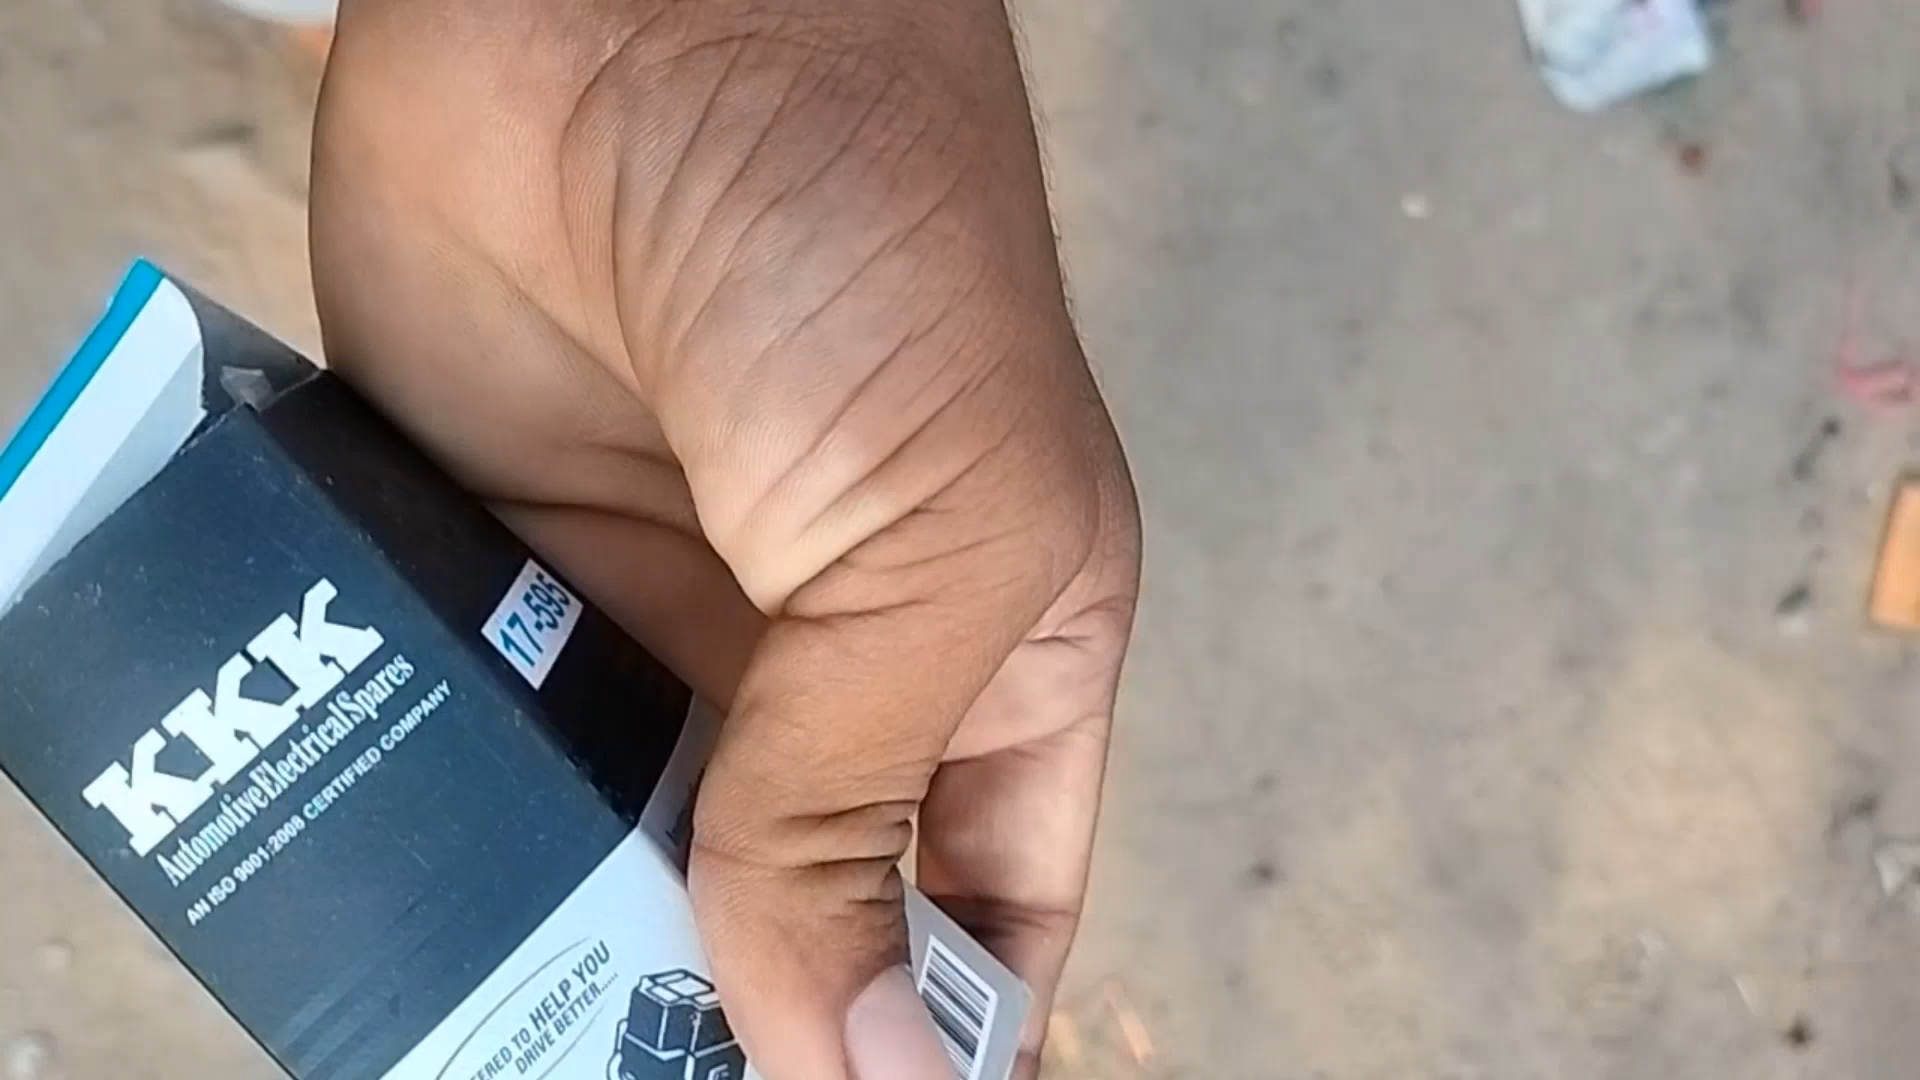 KKK
Automotive Electrical Spares
AN ISO 9001:2008 CERTIFIED COMPANY
17-595
TO HELP YOU
DRIVE BETTER.....